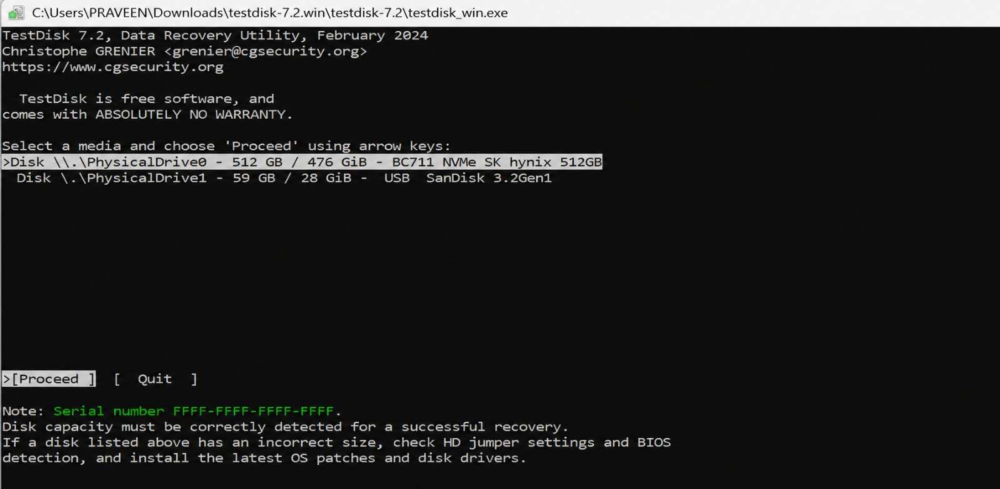 C:\Users\PRAVEEN\Downloads\testdisk-7.2.win\testdisk-7.2\testdisk_win.exe
TestDisk 7.2, Data Recovery Utility, February 2024
Christophe GRENIER <grenier@cgsecurity.org>
https://www.cgsecurity.org
TestDisk is free software, and
comes with ABSOLUTELY NO WARRANTY.
Select a media and choose 'Proceed' using arrow keys:
>Disk \\.\PhysicalDrive0 - 512 GB / 476 GiB - BC711 NVMe SK hynix 512GB
Disk \.\PhysicalDrive1 - 59 GB / 28 GiB -  USB  SanDisk 3.2Gen1
>[Proceed ]  [  Quit  ]
Note: Serial number FFFF-FFFF-FFFF-FFFF.
Disk capacity must be correctly detected for a successful recovery.
If a disk listed above has an incorrect size, check HD jumper settings and BIOS
detection, and install the latest OS patches and disk drivers.